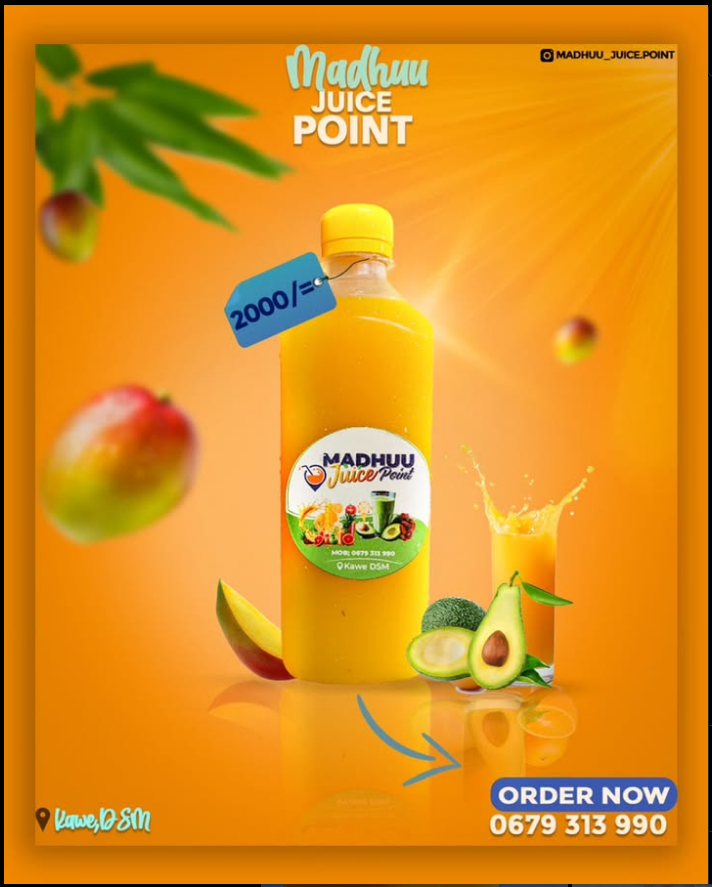 Madhuu
JUICE
POINT
MADHUU_JUICE.POINT
2000/=
MADHUU
Juice Point
MOB: 0679 313 990
Kawe DSM
Kawe,DSM
ORDER NOW
0679 313 990